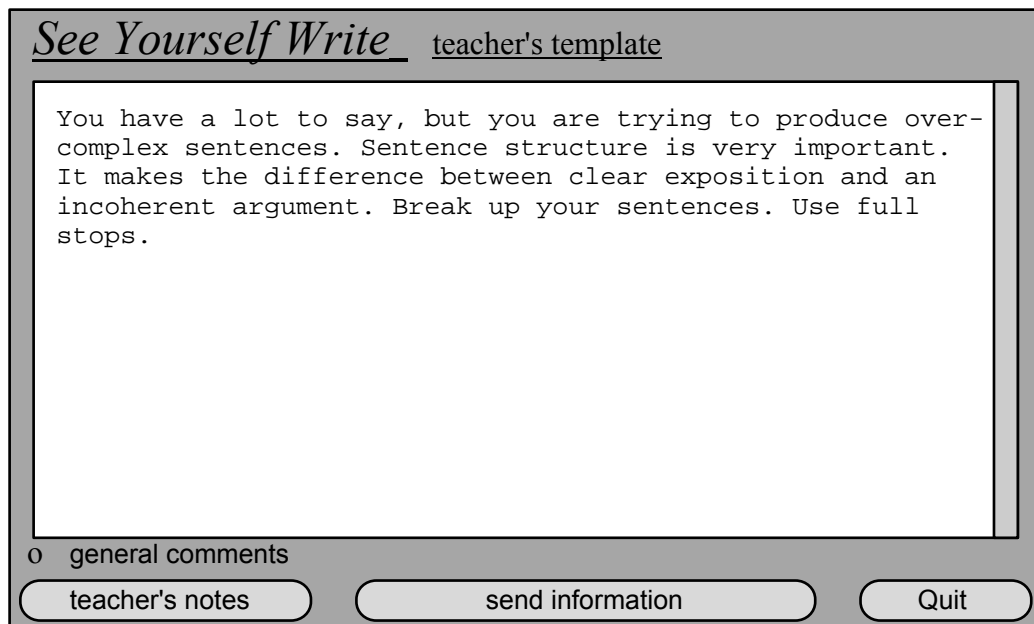 See Yourself Write_ teacher's template
You have a lot to say, but you are trying to produce over-
complex sentences. Sentence structure is very important.
It makes the difference between clear exposition and an
incoherent argument. Break up your sentences. Use full
stops.
o general comments
teacher's notes send information Quit